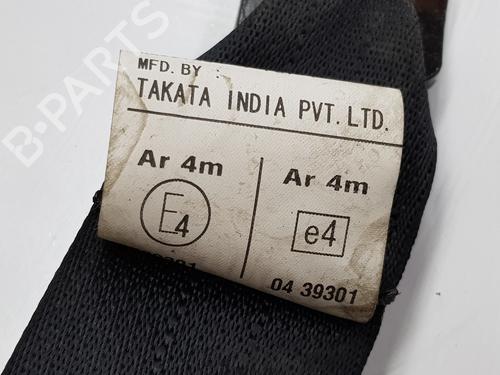 MFD. BY :
TAKATA INDIA PVT. LTD.
Ar 4m
Ar 4m
E4
e4
04 39301
B-PARTS